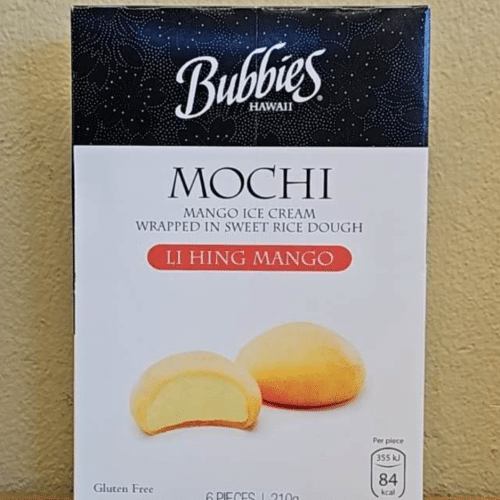 Bubbies®
HAWAII
MOCHI
MANGO ICE CREAM
WRAPPED IN SWEET RICE DOUGH
LI HING MANGO
Per piece
355 kJ
84
kcal
Gluten Free
6 PIECES | 210g